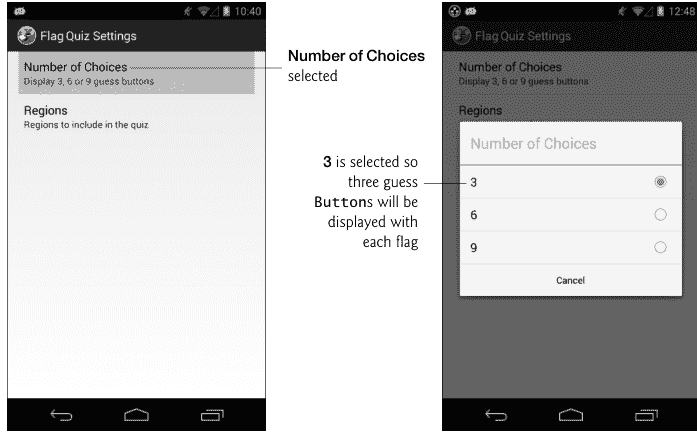 10:40
Flag Quiz Settings
Number of Choices
Display 3, 6 or 9 guess buttons
Regions
Regions to include in the quiz
Number of Choices
selected
3 is selected so
three guess
Buttons will be
displayed with
each flag
12:48
Flag Quiz Settings
Number of Choices
Display 3, 6 or 9 guess buttons
Regions
Number of Choices
3
6
9
Cancel